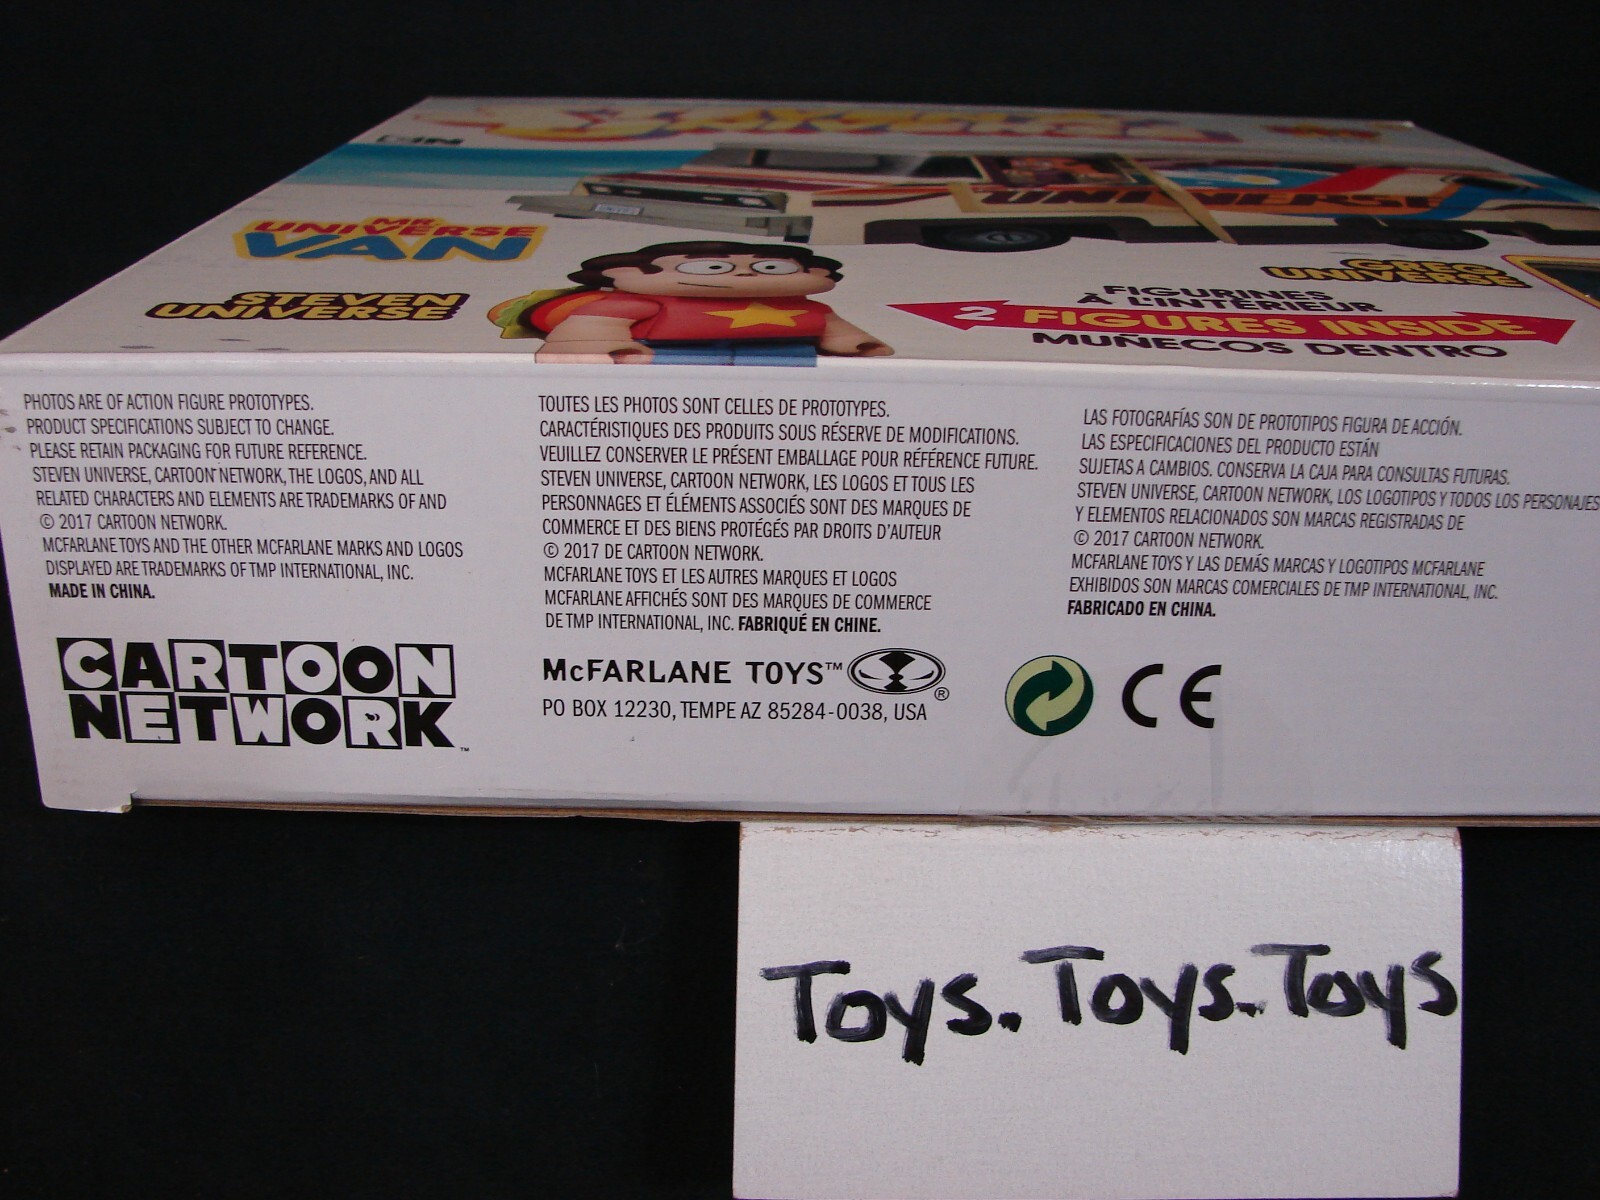 STEVEN
UNIVERSE
CN
UNIVERSE
MR
UNIVERSE
VAN
STEVEN
UNIVERSE
GREG
UNIVERSE
FIGURINES
À L'INTÉRIEUR
2 FIGURES INSIDE
MUÑECOS DENTRO
PHOTOS ARE OF ACTION FIGURE PROTOTYPES.
PRODUCT SPECIFICATIONS SUBJECT TO CHANGE.
PLEASE RETAIN PACKAGING FOR FUTURE REFERENCE.
STEVEN UNIVERSE, CARTOON NETWORK, THE LOGOS, AND ALL
RELATED CHARACTERS AND ELEMENTS ARE TRADEMARKS OF AND
© 2017 CARTOON NETWORK.
MCFARLANE TOYS AND THE OTHER MCFARLANE MARKS AND LOGOS
DISPLAYED ARE TRADEMARKS OF TMP INTERNATIONAL, INC.
MADE IN CHINA.
CARTOON
NETWORK™
TOUTES LES PHOTOS SONT CELLES DE PROTOTYPES.
CARACTÉRISTIQUES DES PRODUITS SOUS RÉSERVE DE MODIFICATIONS.
VEUILLEZ CONSERVER LE PRÉSENT EMBALLAGE POUR RÉFÉRENCE FUTURE.
STEVEN UNIVERSE, CARTOON NETWORK, LES LOGOS ET TOUS LES
PERSONNAGES ET ÉLÉMENTS ASSOCIÉS SONT DES MARQUES DE
COMMERCE ET DES BIENS PROTÉGÉS PAR DROITS D'AUTEUR
© 2017 DE CARTOON NETWORK.
MCFARLANE TOYS ET LES AUTRES MARQUES ET LOGOS
MCFARLANE AFFICHÉS SONT DES MARQUES DE COMMERCE
DE TMP INTERNATIONAL, INC. FABRIQUÉ EN CHINE.
McFARLANE TOYS™ ®
PO BOX 12230, TEMPE AZ 85284-0038, USA
LAS FOTOGRAFÍAS SON DE PROTOTIPOS FIGURA DE ACCIÓN.
LAS ESPECIFICACIONES DEL PRODUCTO ESTÁN
SUJETAS A CAMBIOS. CONSERVA LA CAJA PARA CONSULTAS FUTURAS.
STEVEN UNIVERSE, CARTOON NETWORK, LOS LOGOTIPOS Y TODOS LOS PERSONAJES
Y ELEMENTOS RELACIONADOS SON MARCAS REGISTRADAS DE
© 2017 CARTOON NETWORK.
MCFARLANE TOYS Y LAS DEMÁS MARCAS Y LOGOTIPOS MCFARLANE
EXHIBIDOS SON MARCAS COMERCIALES DE TMP INTERNATIONAL, INC.
FABRICADO EN CHINA.
CE
Toys.Toys.Toys